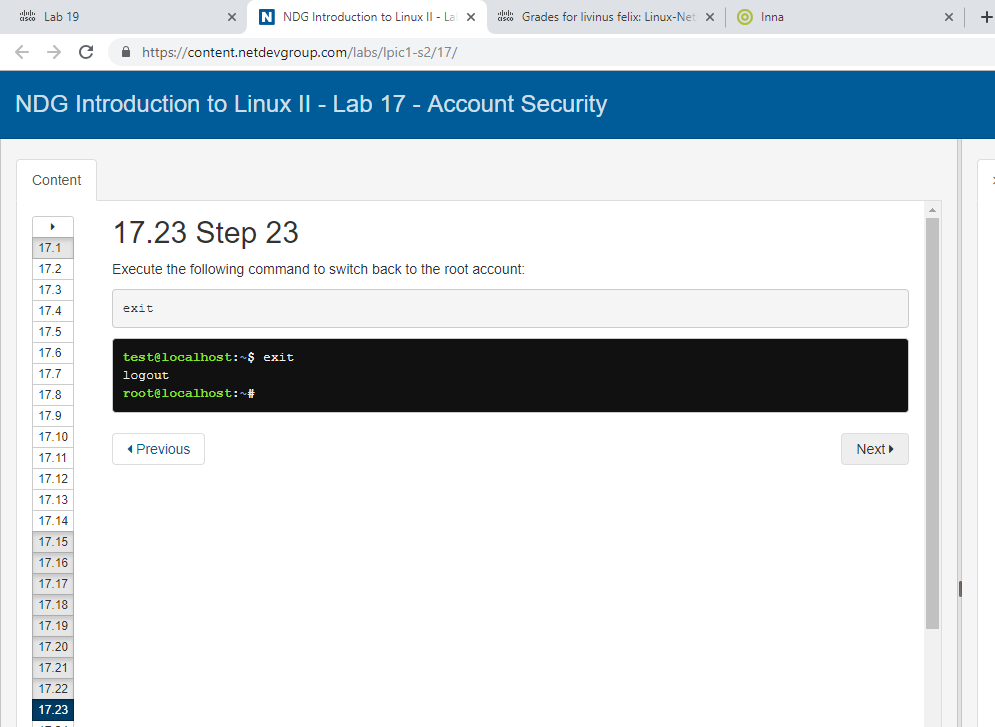 Lab 19
NDG Introduction to Linux II - La
Grades for livinus felix: Linux-Net
Inna
https://content.netdevgroup.com/labs/lpic1-s2/17/
NDG Introduction to Linux II - Lab 17 - Account Security
Content
17.1
17.2
17.3
17.4
17.5
17.6
17.7
17.8
17.9
17.10
17.11
17.12
17.13
17.14
17.15
17.16
17.17
17.18
17.19
17.20
17.21
17.22
17.23
17.23 Step 23
Execute the following command to switch back to the root account:
exit
test@localhost:~$ exit
logout
root@localhost:~#
Previous
Next